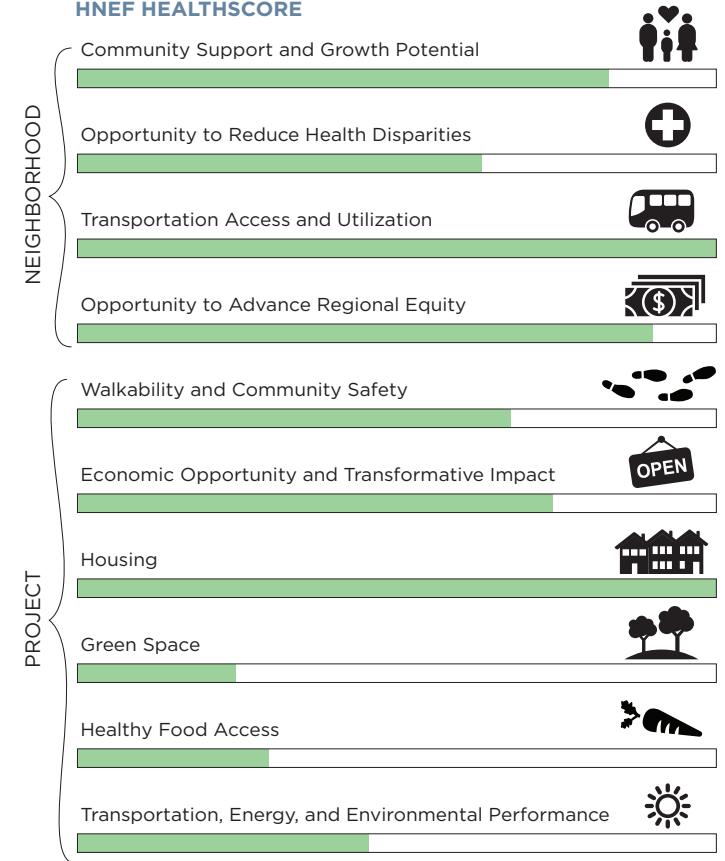 HNEF HEALTHSCORE
NEIGHBORHOOD
Community Support and Growth Potential
Opportunity to Reduce Health Disparities
Transportation Access and Utilization
Opportunity to Advance Regional Equity
$
PROJECT
Walkability and Community Safety
Economic Opportunity and Transformative Impact
OPEN
Housing
Green Space
Healthy Food Access
Transportation, Energy, and Environmental Performance